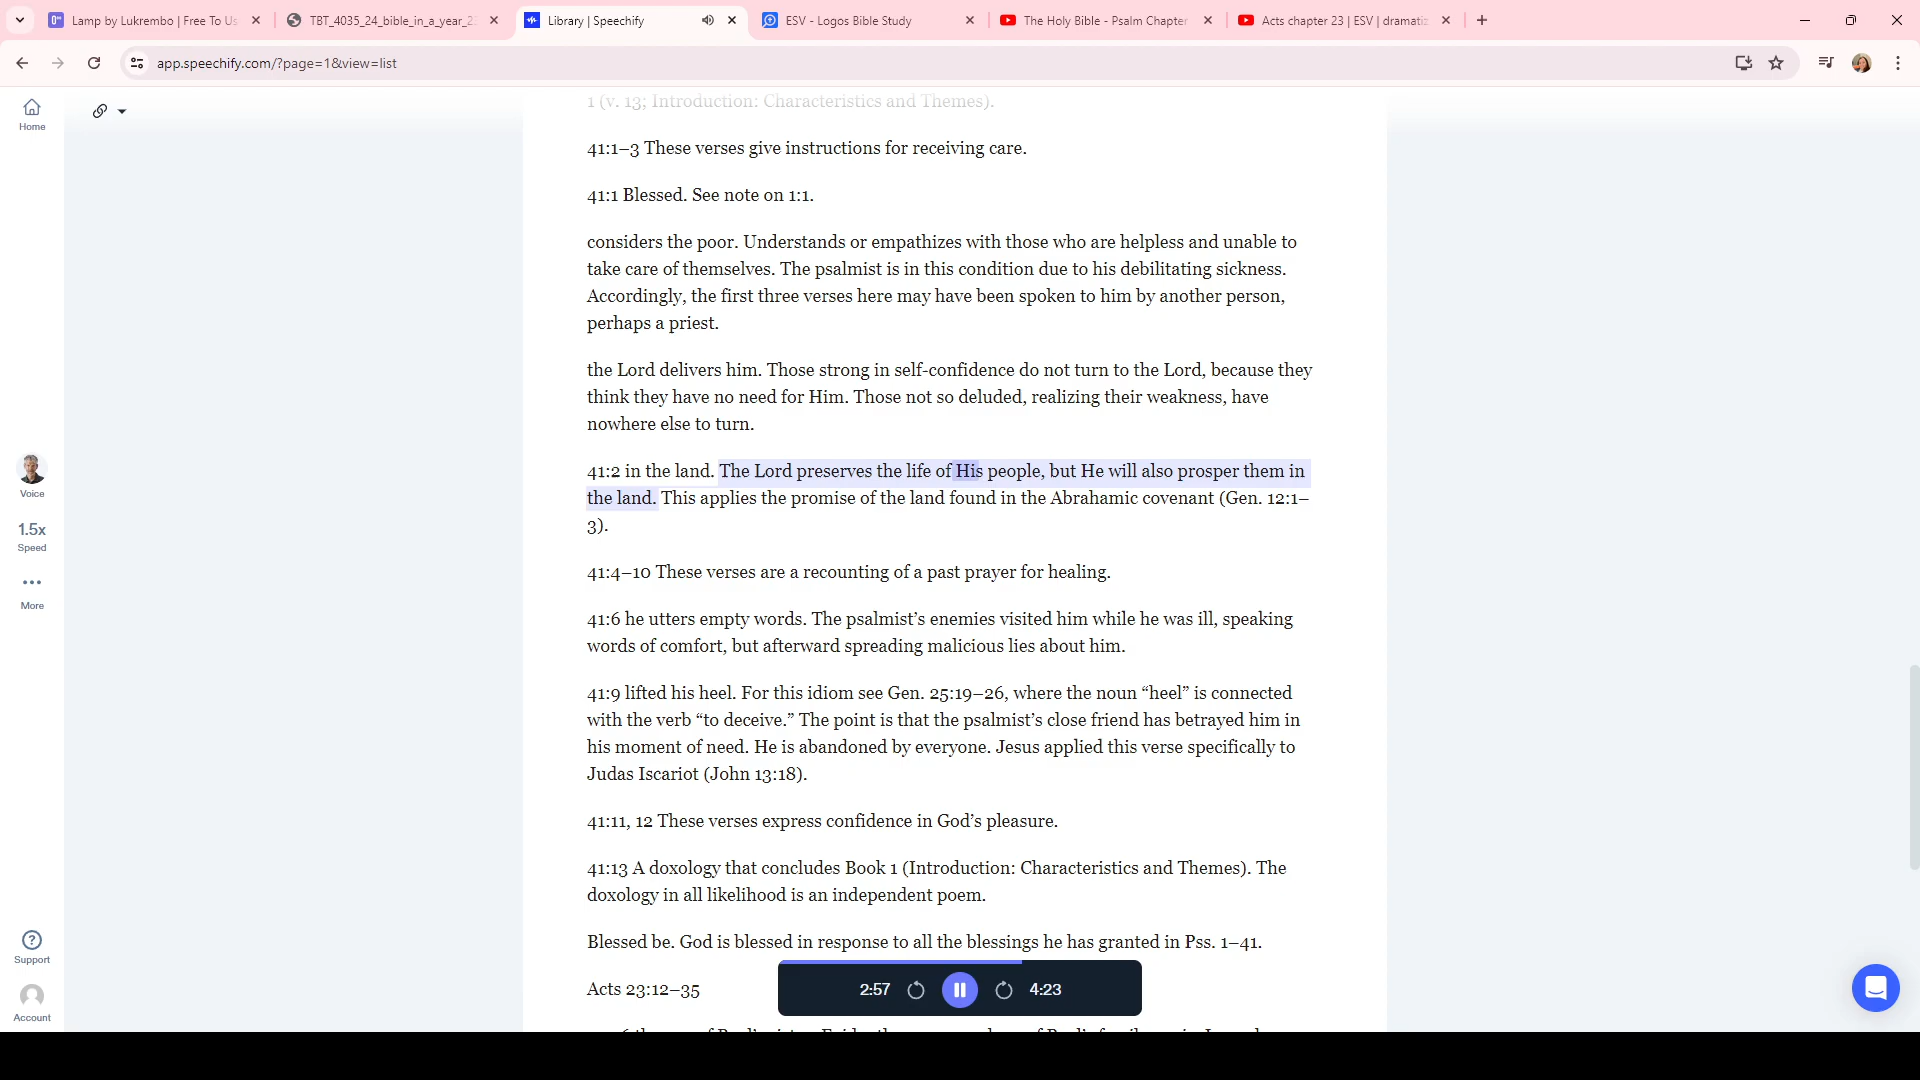 Lamp by Lukrembo | Free To Us
TBT_4035_24_bible_in_a_year_2
Library | Speechify
ESV - Logos Bible Study
The Holy Bible - Psalm Chapter
Acts chapter 23 | ESV | dramati
app.speechify.com/?page=1&view=list
Home
1 (v. 13; Introduction: Characteristics and Themes).
41:1–3 These verses give instructions for receiving care.
41:1 Blessed. See note on 1:1.
considers the poor. Understands or empathizes with those who are helpless and unable to
take care of themselves. The psalmist is in this condition due to his debilitating sickness.
Accordingly, the first three verses here may have been spoken to him by another person,
perhaps a priest.
the Lord delivers him. Those strong in self-confidence do not turn to the Lord, because they
think they have no need for Him. Those not so deluded, realizing their weakness, have
nowhere else to turn.
41:2 in the land. The Lord preserves the life of His people, but He will also prosper them in
the land. This applies the promise of the land found in the Abrahamic covenant (Gen. 12:1–
3).
41:4–10 These verses are a recounting of a past prayer for healing.
41:6 he utters empty words. The psalmist’s enemies visited him while he was ill, speaking
words of comfort, but afterward spreading malicious lies about him.
41:9 lifted his heel. For this idiom see Gen. 25:19–26, where the noun “heel” is connected
with the verb “to deceive.” The point is that the psalmist’s close friend has betrayed him in
his moment of need. He is abandoned by everyone. Jesus applied this verse specifically to
Judas Iscariot (John 13:18).
41:11, 12 These verses express confidence in God’s pleasure.
41:13 A doxology that concludes Book 1 (Introduction: Characteristics and Themes). The
doxology in all likelihood is an independent poem.
Blessed be. God is blessed in response to all the blessings he has granted in Pss. 1–41.
Acts 23:12–35
Voice
1.5x
Speed
More
Support
Account
2:57
4:23